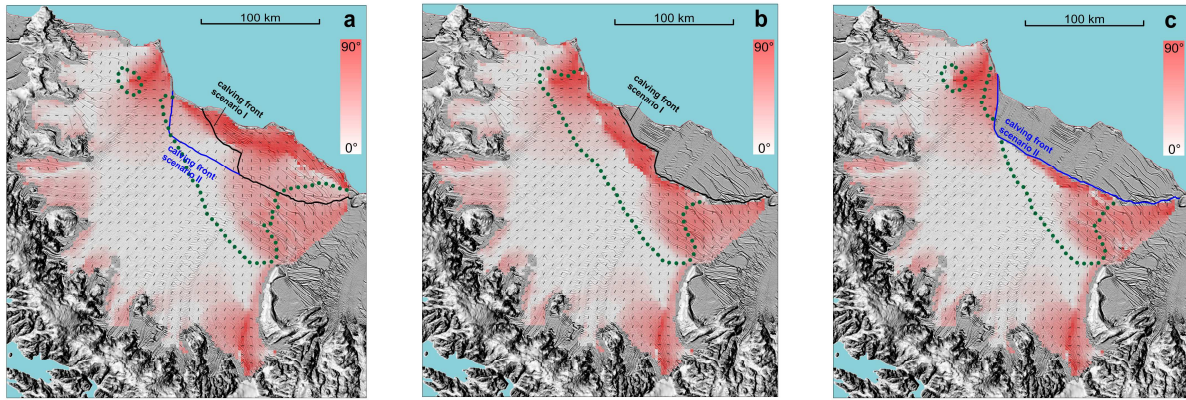 100 km
a
90°
0°
calving front
scenario I
calving front
scenario II
100 km
b
90°
0°
calving front
scenario I
100 km
c
90°
0°
calving front
scenario II